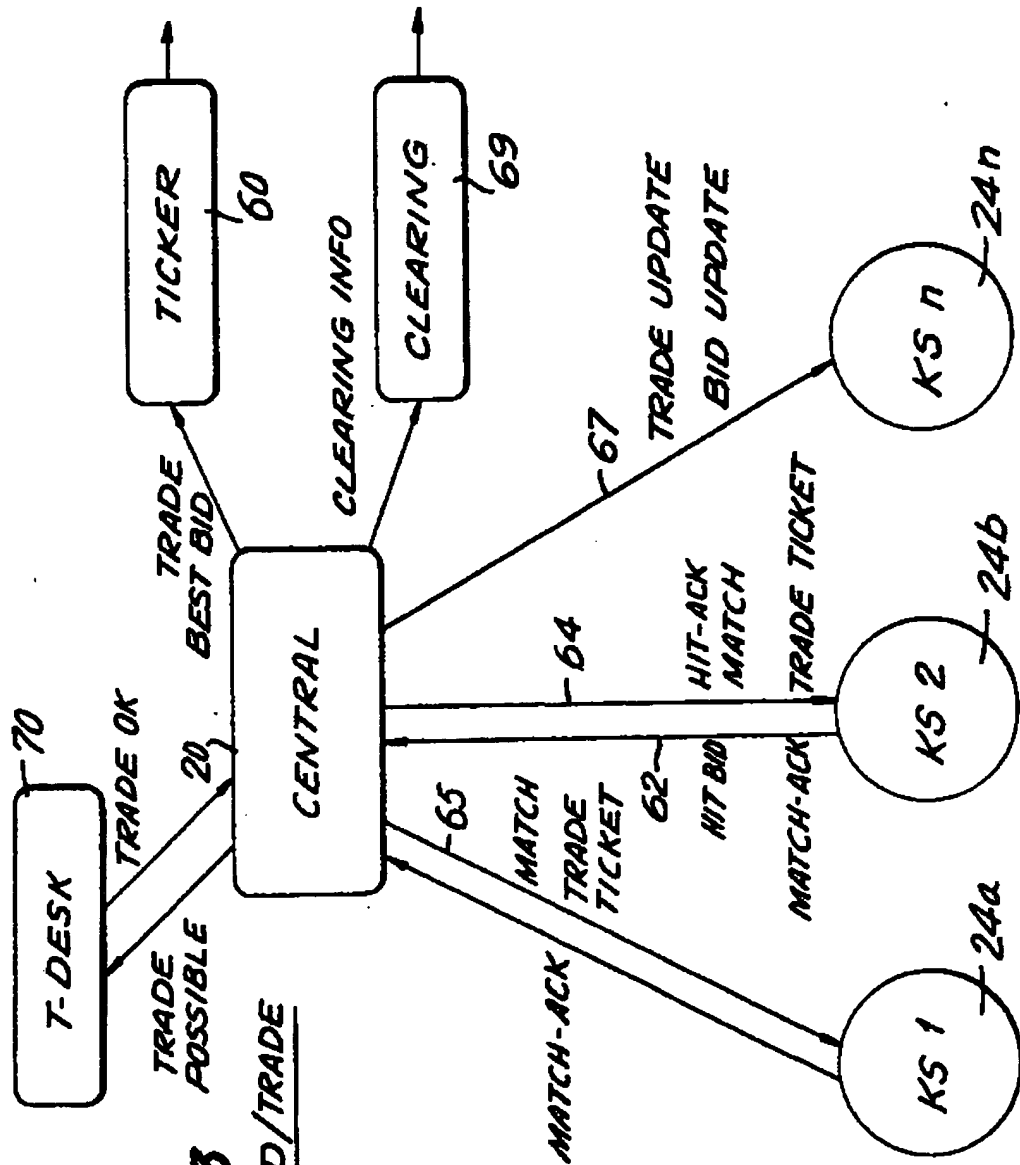 3
D/TRADE
T-DESK
70
TRADE OK
TRADE
POSSIBLE
20
CENTRAL
TRADE
BEST BID
TICKER
60
CLEARING INFO
CLEARING
69
MATCH-ACK
65
MATCH
TRADE
TICKET
62
HIT BID
MATCH-ACK
64
HIT-ACK
MATCH
TRADE TICKET
67
TRADE UPDATE
BID UPDATE
KS 1
24a
KS 2
24b
KS n
24n